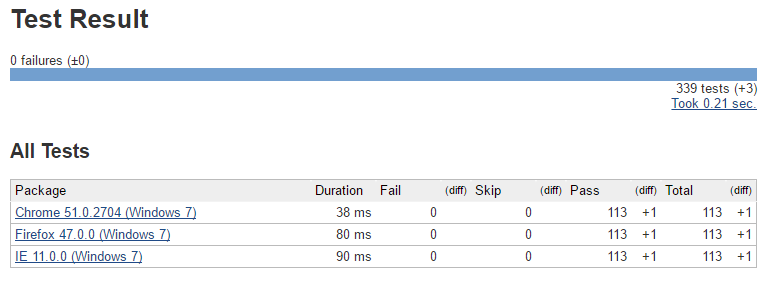 Test Result
0 failures (±0)
339 tests (+3)
Took 0.21 sec.
All Tests
Package Duration Fail (diff) Skip (diff) Pass (diff) Total (diff)
Chrome 51.0.2704 (Windows 7) 38 ms 0 0 113 +1 113 +1
Firefox 47.0.0 (Windows 7) 80 ms 0 0 113 +1 113 +1
IE 11.0.0 (Windows 7) 90 ms 0 0 113 +1 113 +1